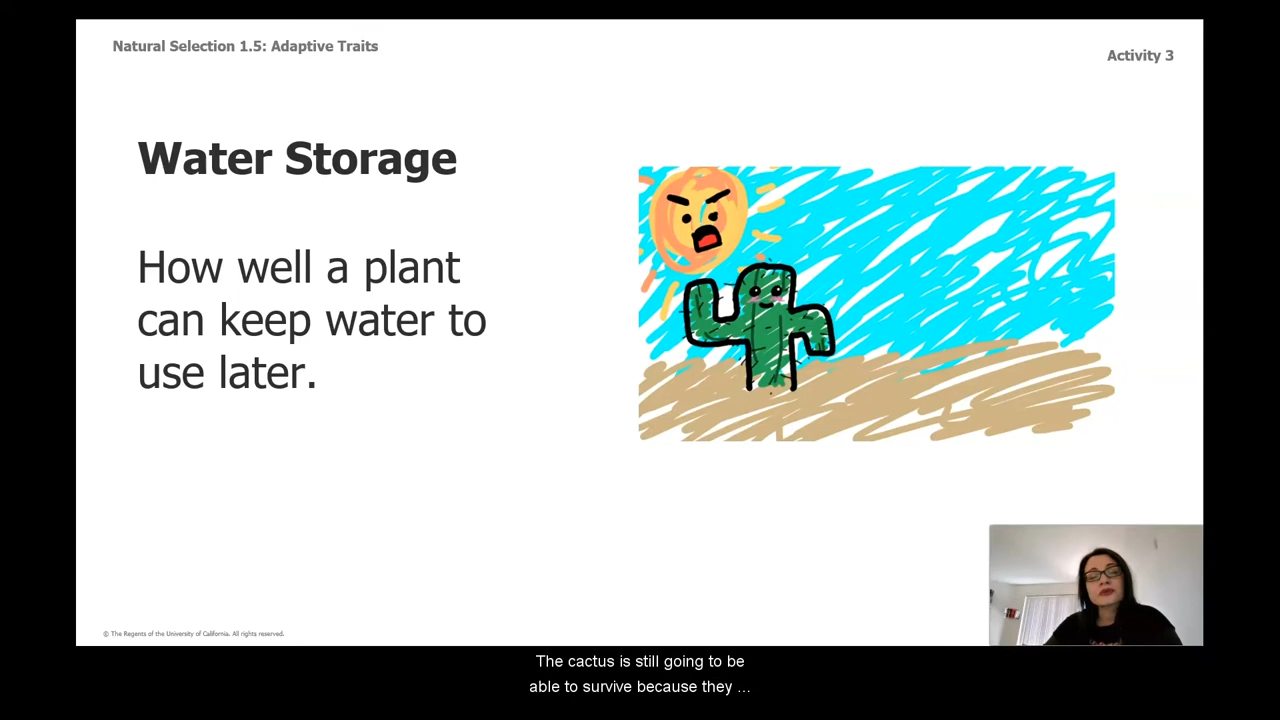 Natural Selection 1.5: Adaptive Traits
Activity 3
Water Storage
How well a plant
can keep water to
use later.
© The Regents of the University of California. All rights reserved.
The cactus is still going to be
able to survive because they ...